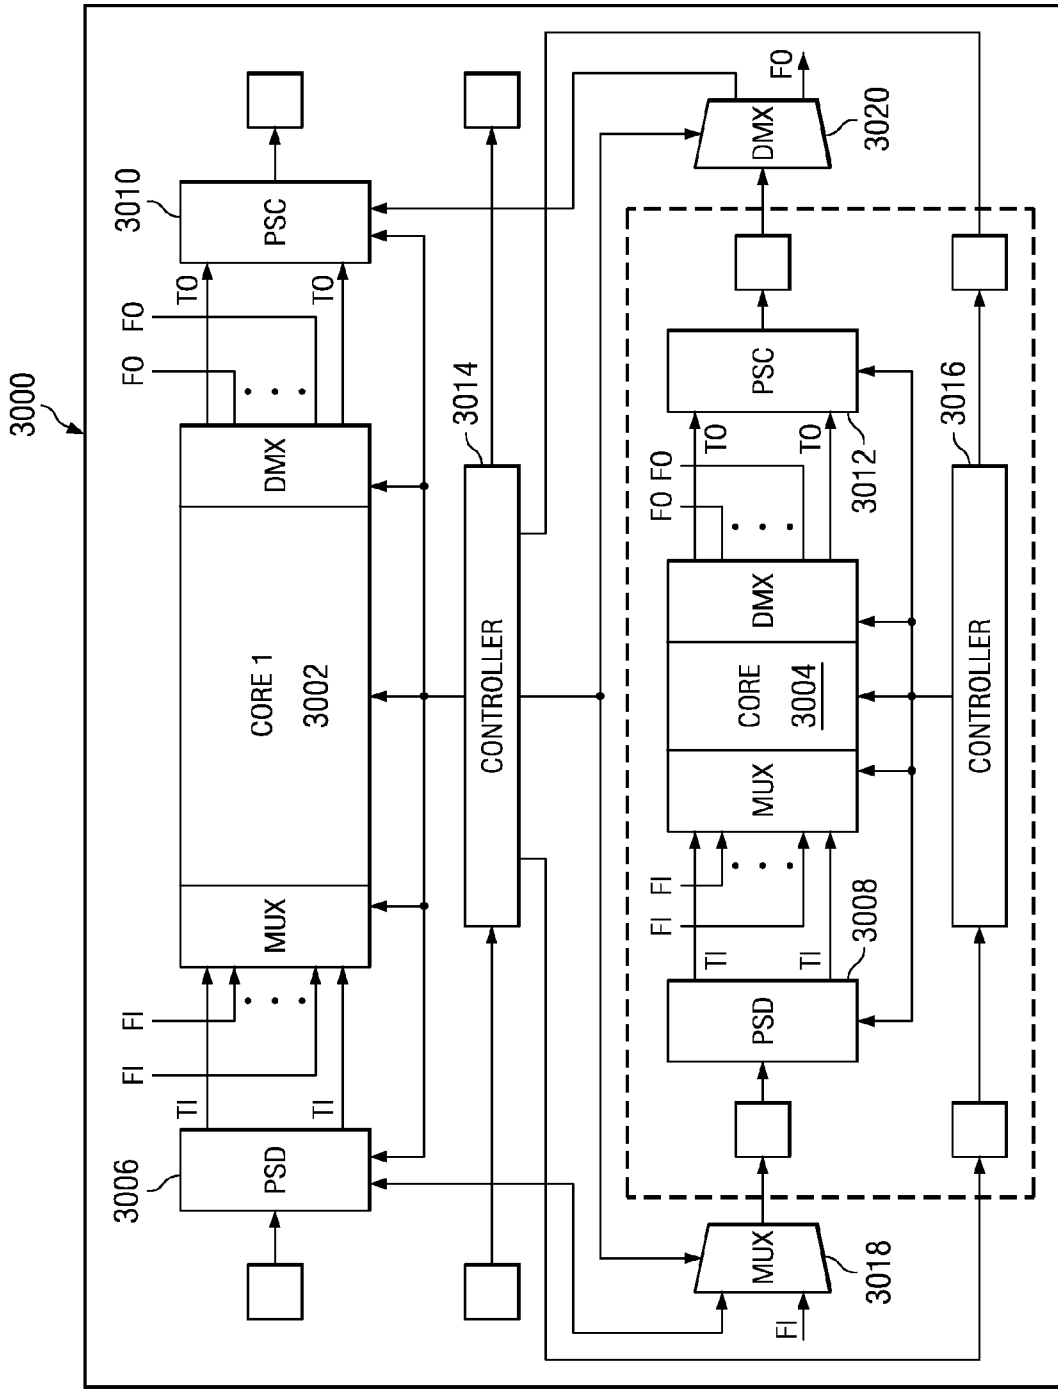 3000
3006
PSD
TI
TI
FI
FI
MUX
CORE 1
3002
DMX
FO
FO
TO
TO
PSC
3010
CONTROLLER
3014
FI
MUX
3018
PSD
3008
TI
TI
FI
FI
MUX
CORE
3004
DMX
FO
FO
TO
TO
PSC
3012
DMX
FO
3020
CONTROLLER
3016